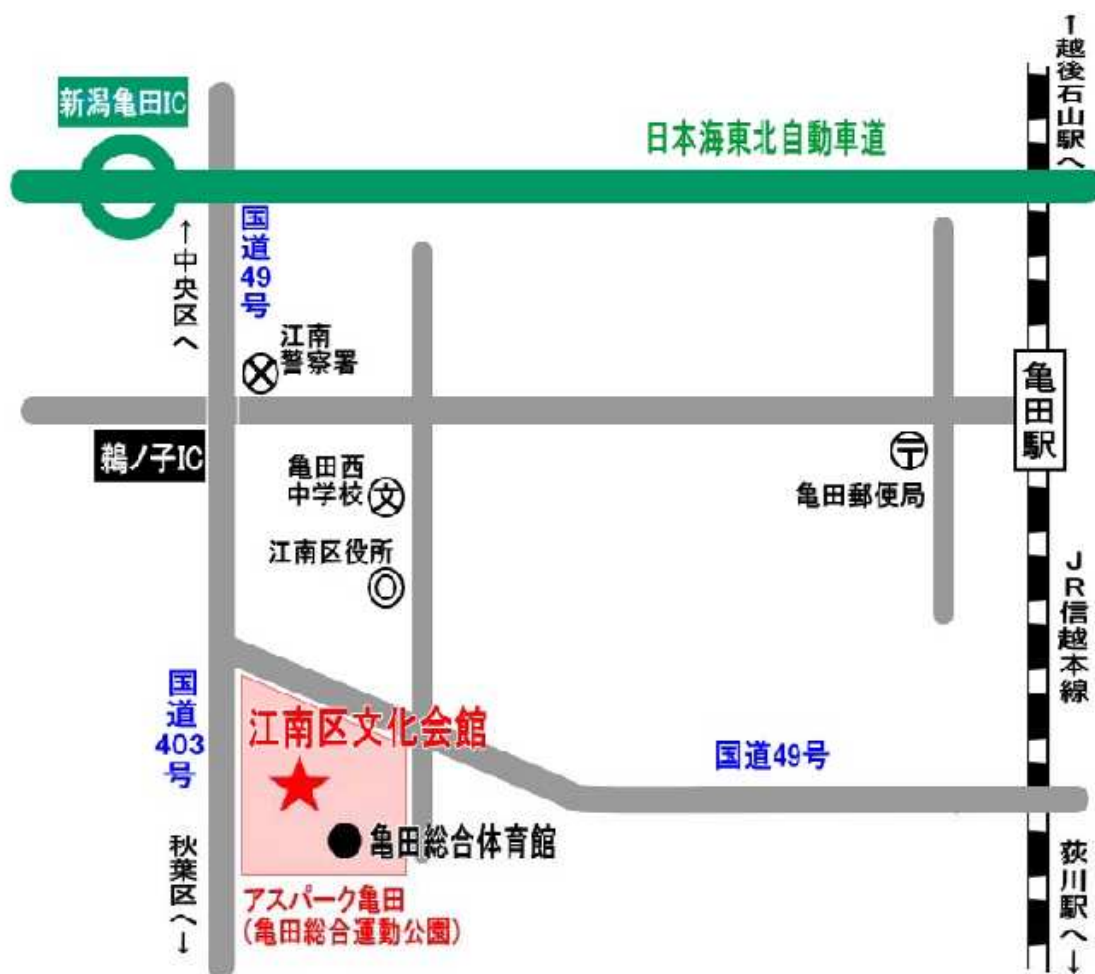 ↑越後石山駅へ
新潟亀田IC
日本海東北自動車道
↑中央区へ
国道49号
江南
警察署
亀田駅
鵜ノ子IC
亀田西
中学校
亀田郵便局
江南区役所
JR信越本線
国道403号
江南区文化会館
国道49号
亀田総合体育館
秋葉区へ↓
荻川駅へ↓
アスパーク亀田
(亀田総合運動公園)